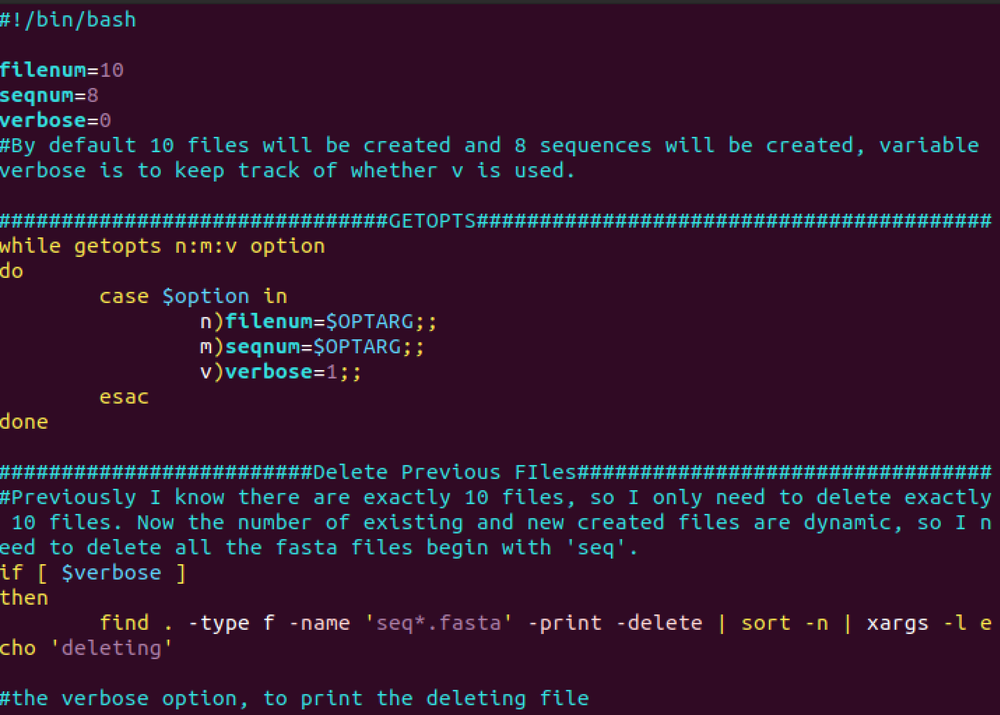 #!/bin/bash
filenum=10
seqnum=8
verbose=0
#By default 10 files will be created and 8 sequences will be created, variable
verbose is to keep track of whether v is used.
###############################GETOPTS#########################################
while getopts n:m:v option
do
case $option in
n)filenum=$OPTARG;;
m)seqnum=$OPTARG;;
v)verbose=1;;
esac
done
#########################Delete Previous FIles#################################
#Previously I know there are exactly 10 files, so I only need to delete exactly
10 files. Now the number of existing and new created files are dynamic, so I n
eed to delete all the fasta files begin with 'seq'.
if [ $verbose ]
then
find . -type f -name 'seq*.fasta' -print -delete | sort -n | xargs -l e
cho 'deleting'
#the verbose option, to print the deleting file